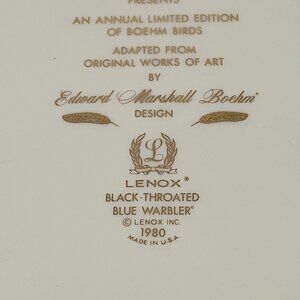 PRESENTS
AN ANNUAL LIMITED EDITION
OF BOEHM BIRDS
ADAPTED FROM
ORIGINAL WORKS OF ART
BY
Edward Marshall Boehm
DESIGN
L
LENOX®
BLACK-THROATED
BLUE WARBLER"
© LENOX INC.
1980
MADE IN U.S.A.